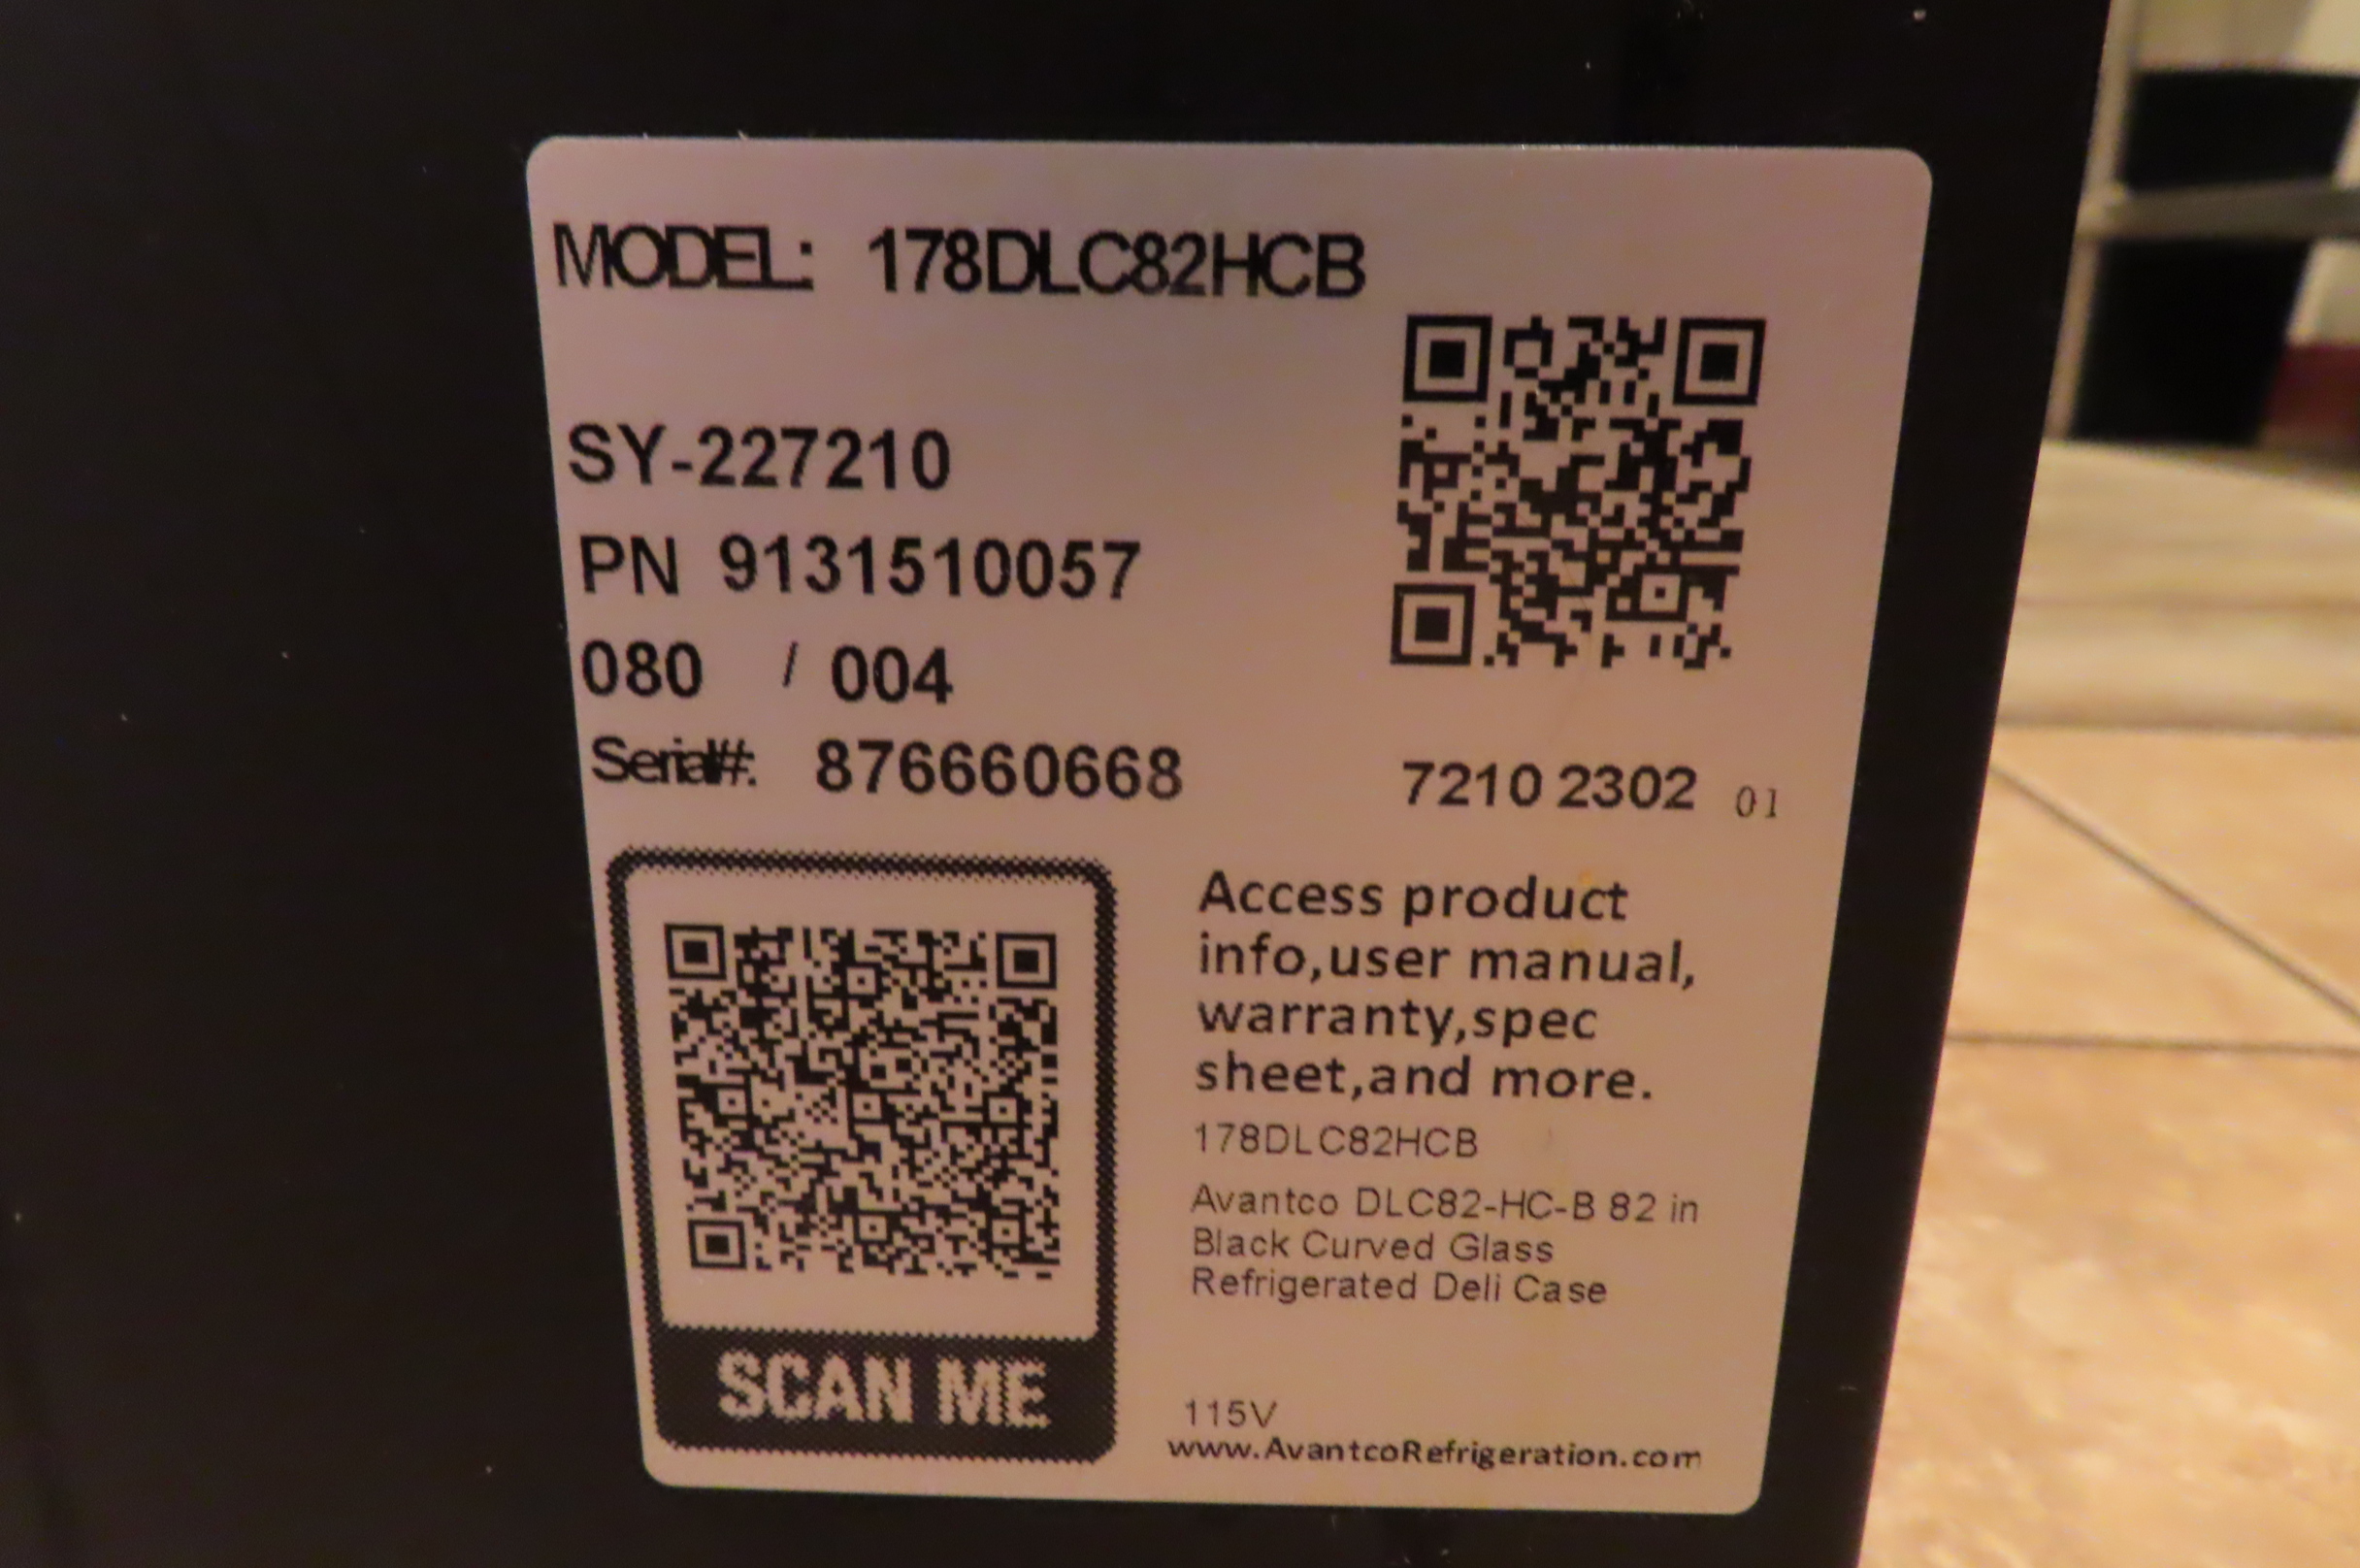 MODEL: 178DLC82HCB
SY-227210
PN 9131510057
080 / 004
Serial#: 876660668
7210 2302 01
Access product
info,user manual,
warranty,spec
sheet,and more.
178DLC82HCB
Avantco DLC82-HC-B 82 in
Black Curved Glass
Refrigerated Deli Case
SCAN ME
115V
www.AvantcoRefrigeration.com